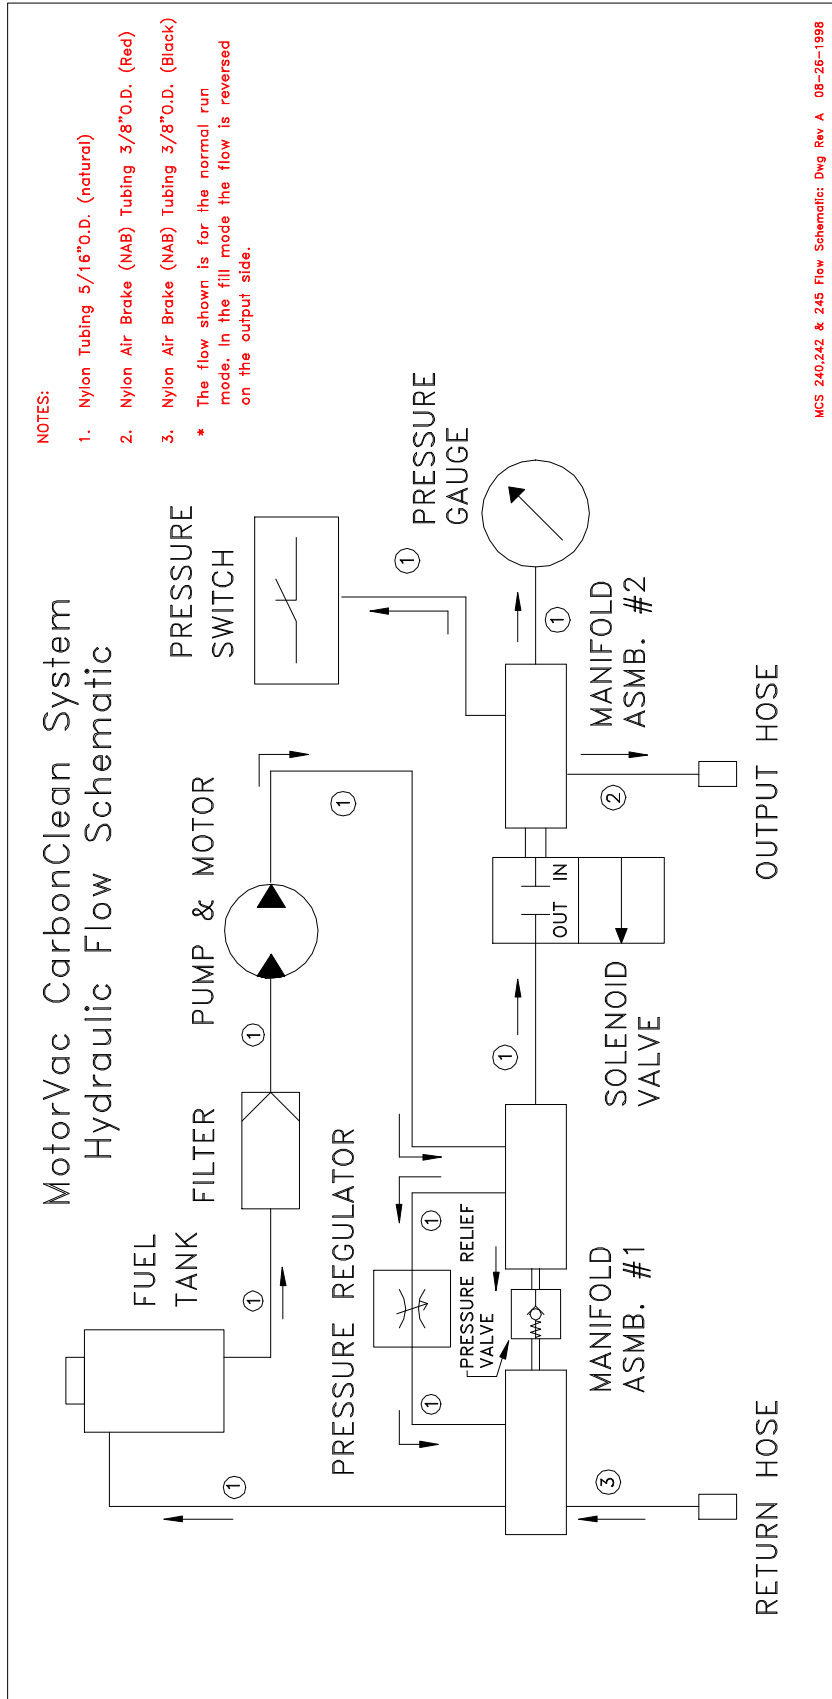 MotorVac CarbonClean System
Hydraulic Flow Schematic
NOTES:
1. Nylon Tubing 5/16"O.D. (natural)
2. Nylon Air Brake (NAB) Tubing 3/8"O.D. (Red)
3. Nylon Air Brake (NAB) Tubing 3/8"O.D. (Black)
* The flow shown is for the normal run
mode. In the fill mode the flow is reversed
on the output side.
FUEL
TANK
FILTER
PUMP & MOTOR
PRESSURE
SWITCH
1
1
1
1
1
PRESSURE REGULATOR
1
1
PRESSURE RELIEF
VALVE
PRESSURE
GAUGE
1
1
OUT IN
3
2
MANIFOLD
ASMB. #1
SOLENOID
VALVE
MANIFOLD
ASMB. #2
RETURN HOSE
OUTPUT HOSE
MCS 240,242 & 245 Flow Schematic: Dwg Rev A 08-26-1998